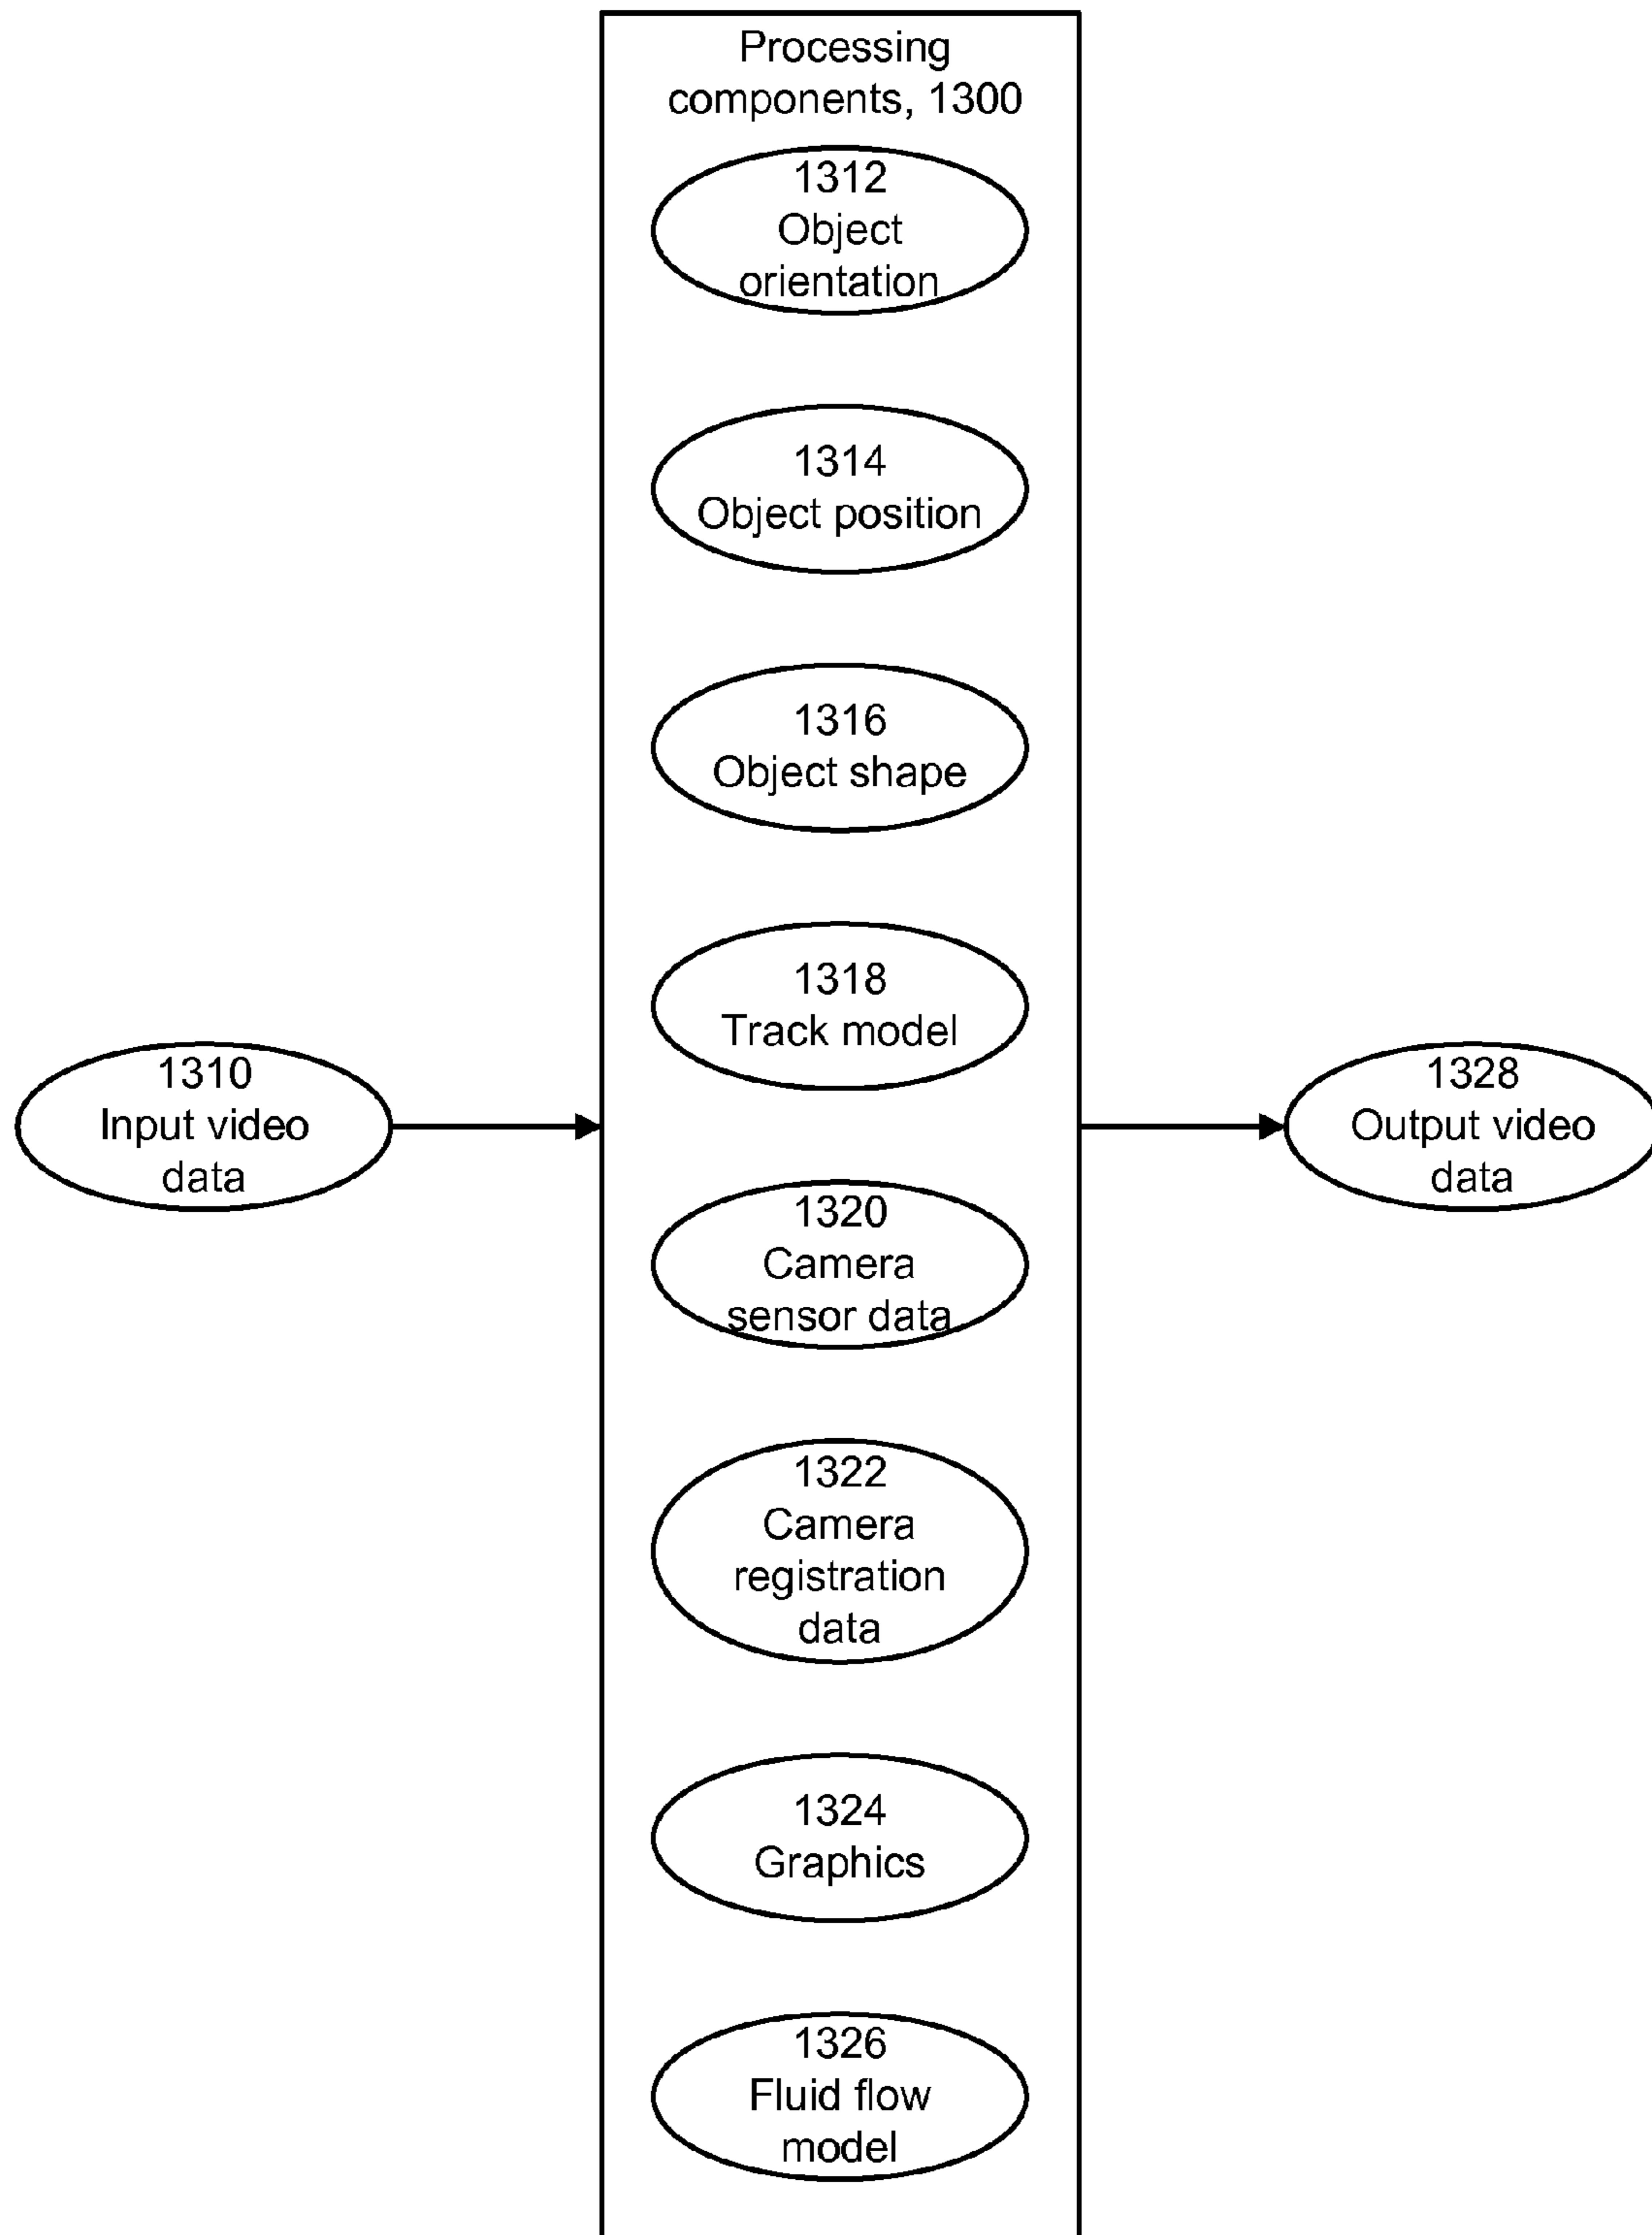 Processing
components, 1300
1312
Object
orientation
1314
Object position
1316
Object shape
1318
Track model
1310
Input video
data
1328
Output video
data
1320
Camera
sensor data
1322
Camera
registration
data
1324
Graphics
1326
Fluid flow
model